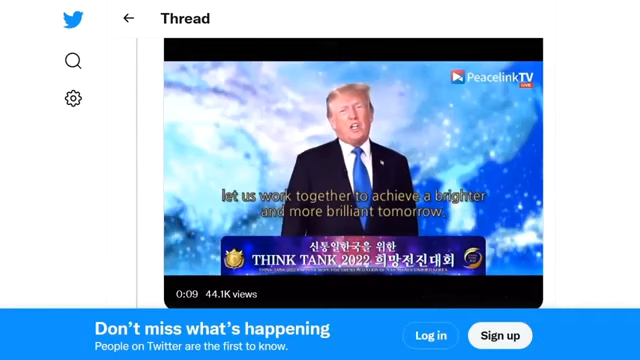 Thread
PeacelinkTV
LIVE
let us work together to achieve a brighter
and more brilliant tomorrow.
신통일한국을 위한
THINK TANK 2022 희망전진대회
0:09 44.1K views
Don't miss what's happening
People on Twitter are the first to know.
Log in
Sign up